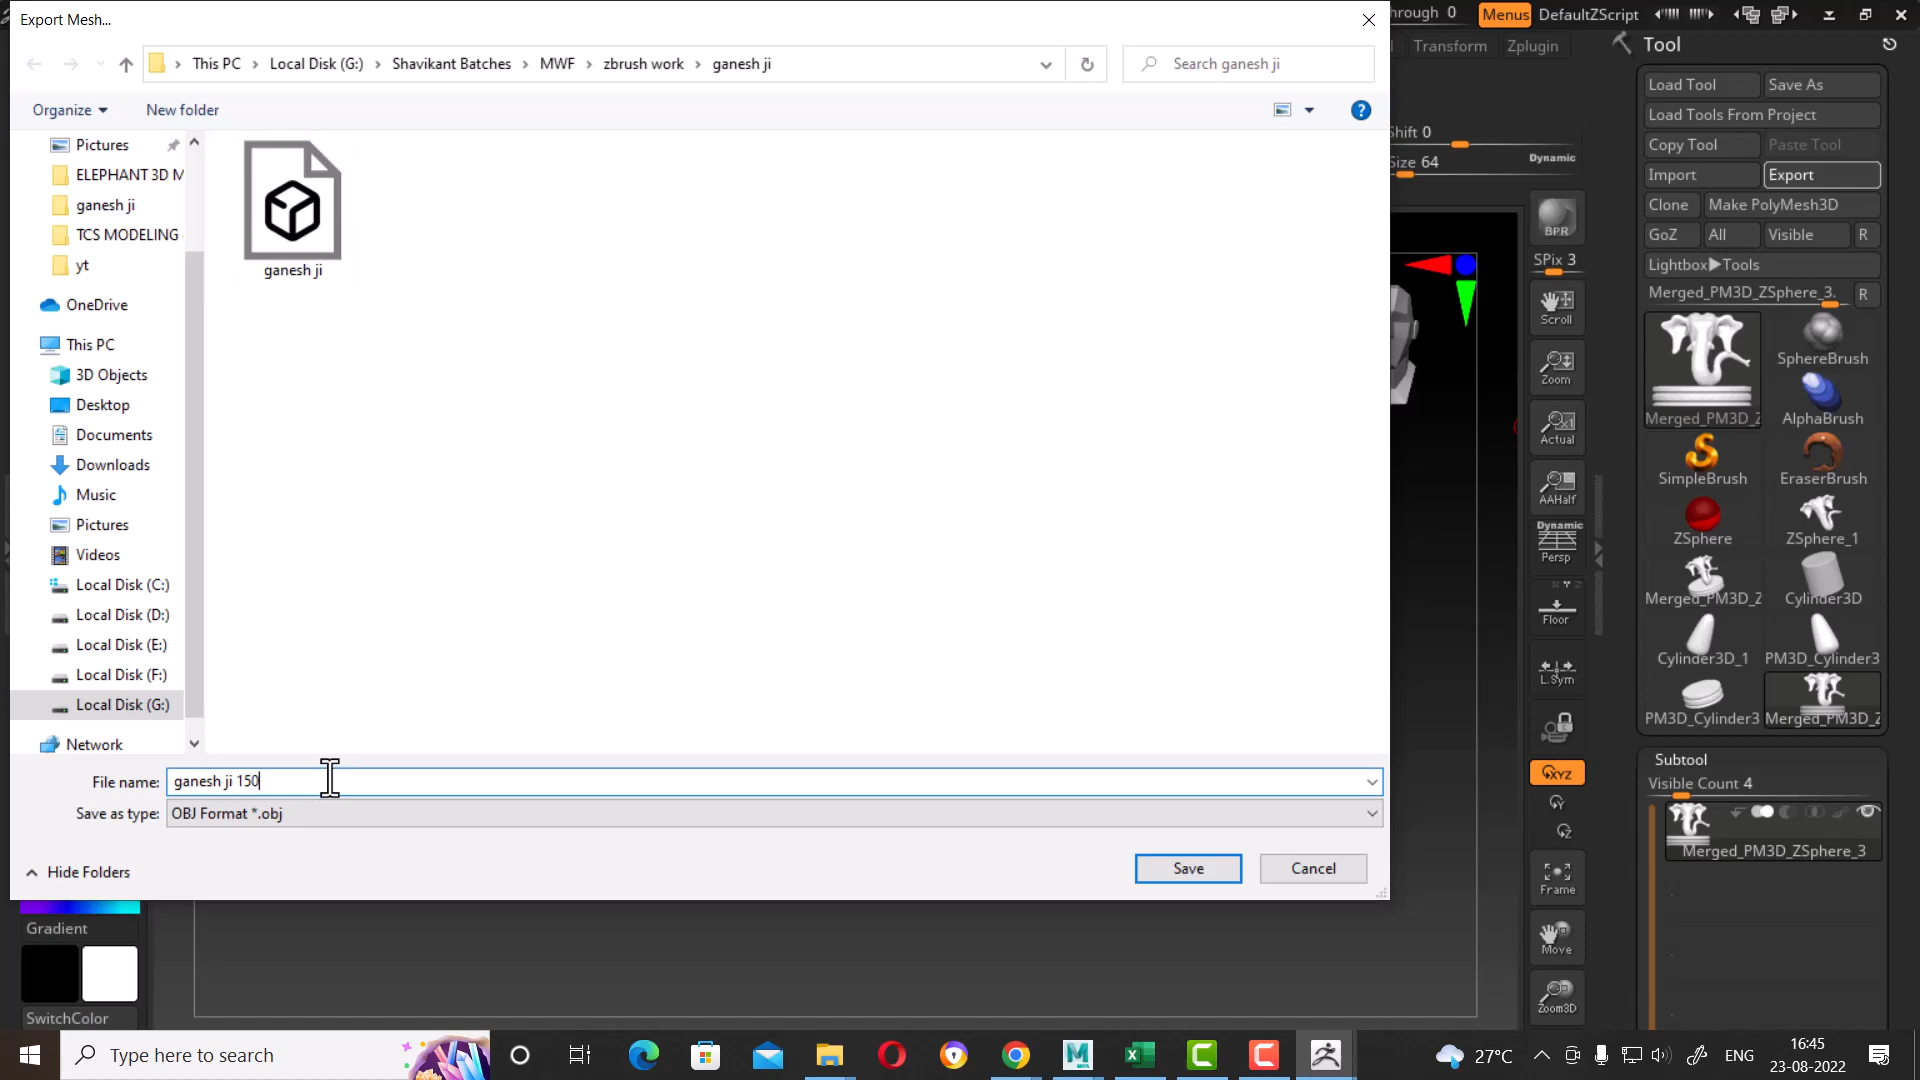 Export Mesh...
hrough 0
Menus
DefaultZScript
This PC
Local Disk (G:)
Shavikant Batches
MWF
zbrush work
ganesh ji
Search ganesh ji
Transform
Zplugin
Tool
Organize
New folder
Load Tool
Save As
Load Tools From Project
Copy Tool
Paste Tool
Import
Export
Clone
Make PolyMesh3D
GoZ
All
Visible
R
Lightbox▶Tools
Merged_PM3D_ZSphere_3.
R
Shift 0
Size 64
Dynamic
BPR
SPix 3
Scroll
Zoom
Actual
AAHalf
Dynamic
Persp
Floor
L.Sym
XYZ
Y
Z
Frame
Move
Zoom3D
Pictures
ELEPHANT 3D M
ganesh ji
TCS MODELING
yt
OneDrive
This PC
3D Objects
Desktop
Documents
Downloads
Music
Pictures
Videos
Local Disk (C:)
Local Disk (D:)
Local Disk (E:)
Local Disk (F:)
Local Disk (G:)
Network
ganesh ji
File name:
ganesh ji 150
Save as type:
OBJ Format *.obj
Hide Folders
Save
Cancel
Merged_PM3D_Z
SphereBrush
AlphaBrush
SimpleBrush
EraserBrush
ZSphere
ZSphere_1
Merged_PM3D_Z
Cylinder3D
Cylinder3D_1
PM3D_Cylinder3
PM3D_Cylinder3
Merged_PM3D_Z
Subtool
Visible Count 4
Merged_PM3D_ZSphere_3
Gradient
SwitchColor
Type here to search
27°C
ENG
16:45
23-08-2022